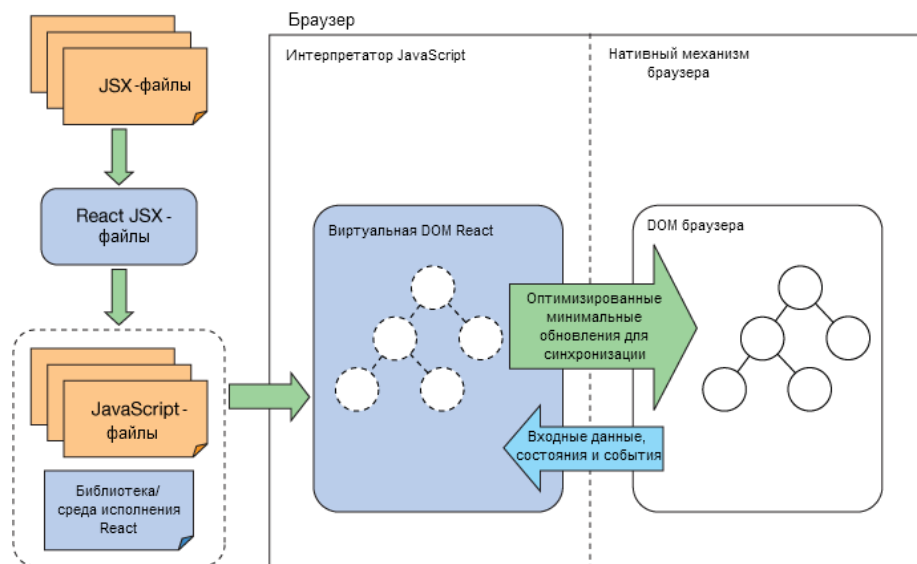 Браузер
JSX-файлы
React JSX -
файлы
JavaScript -
файлы
Библиотека/
среда исполнения
React
Интерпретатор JavaScript
Нативный механизм
браузера
Виртуальная DOM React
DOM браузера
Оптимизированные
минимальные
обновления для
синхронизации
Входные данные,
состояния и события